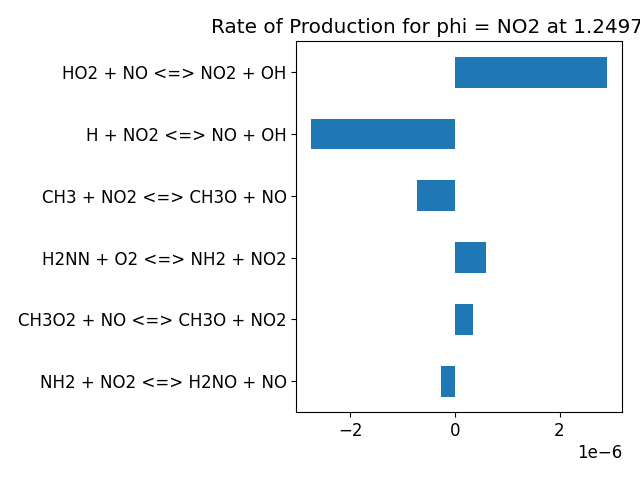 Rate of Production for phi = NO2 at 1.2497
HO2 + NO <=> NO2 + OH
H + NO2 <=> NO + OH
CH3 + NO2 <=> CH3O + NO
H2NN + O2 <=> NH2 + NO2
CH3O2 + NO <=> CH3O + NO2
NH2 + NO2 <=> H2NO + NO
−2 0 2
1e−6